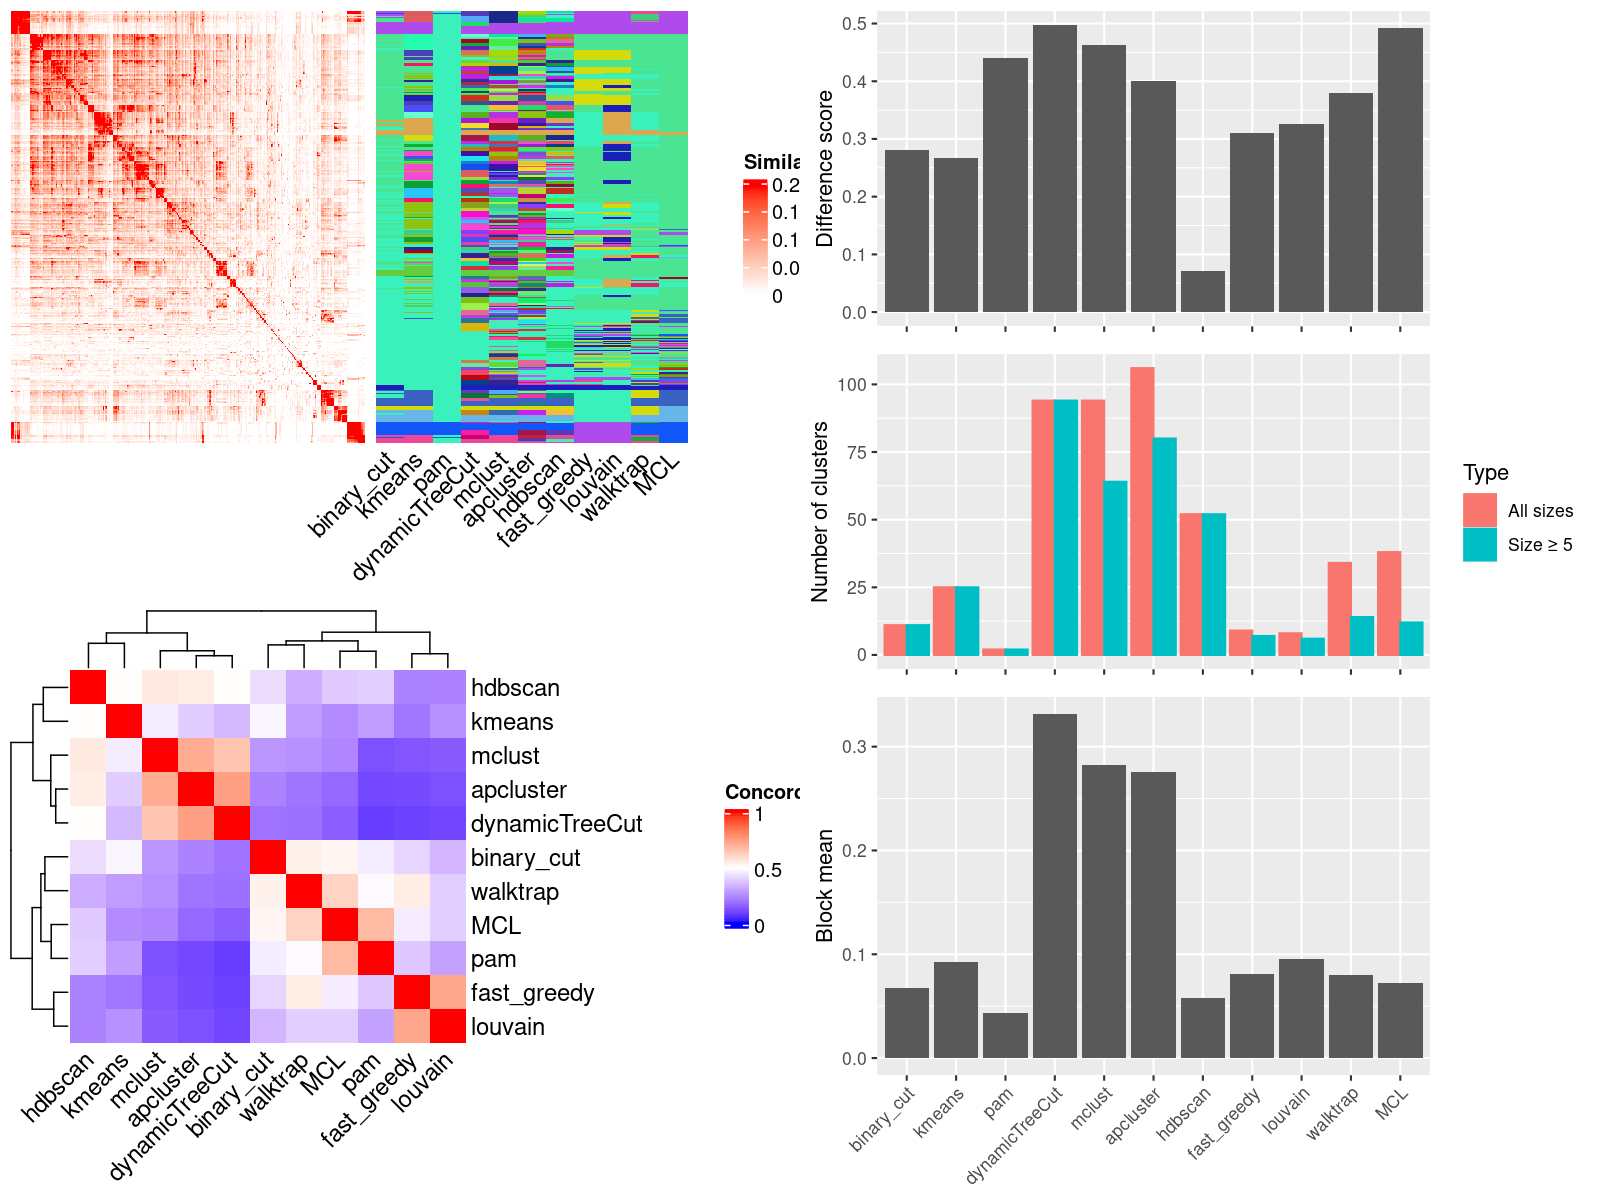 Simila
0.2
0.1
0.1
0.0
0
binary_cut
kmeans
pam
dynamicTreeCut
mclust
apcluster
hdbscan
fast_greedy
louvain
walktrap
MCL
hdbscan
kmeans
mclust
apcluster
dynamicTreeCut
binary_cut
walktrap
MCL
pam
fast_greedy
louvain
hdbscan
kmeans
mclust
apcluster
dynamicTreeCut
binary_cut
walktrap
MCL
pam
fast_greedy
louvain
Concord
1
0.5
0
Difference score
0.5
0.4
0.3
0.2
0.1
0.0
Number of clusters
100
75
50
25
0
Type
All sizes
Size ≥ 5
Block mean
0.3
0.2
0.1
0.0
binary_cut
kmeans
pam
dynamicTreeCut
mclust
apcluster
hdbscan
fast_greedy
louvain
walktrap
MCL